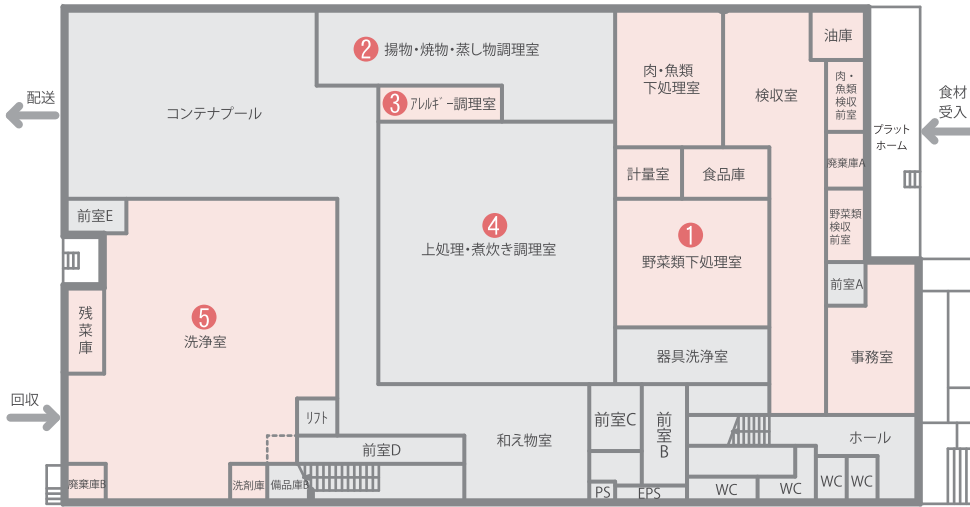 配送
コンテナプール
2 揚物・焼物・蒸し物調理室
3 アレルギー調理室
肉・魚類
下処理室
検収室
油庫
肉・
魚類
検収
前室
プラット
ホーム
食材
受入
廃棄庫A
計量室
食品庫
前室E
4
上処理・煮炊き調理室
1
野菜類下処理室
野菜類
検収
前室
前室A
残
菜
庫
5
洗浄室
器具洗浄室
事務室
回収
リフト
和え物室
前室C
前
室
B
ホール
前室D
廃棄庫B
洗剤庫
備品庫B
PS
EPS
WC
WC
WC
WC